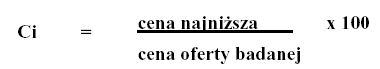 cena najniższa x 100
Ci =
cena oferty badanej